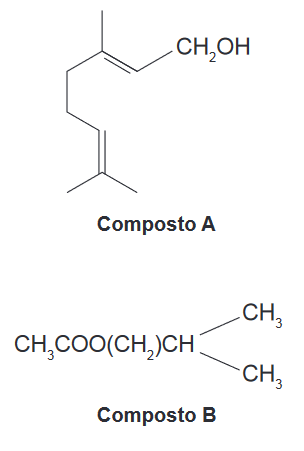 CH₂OH
Composto A
CH₃
CH₃COO(CH₂)CH
CH₃
Composto B